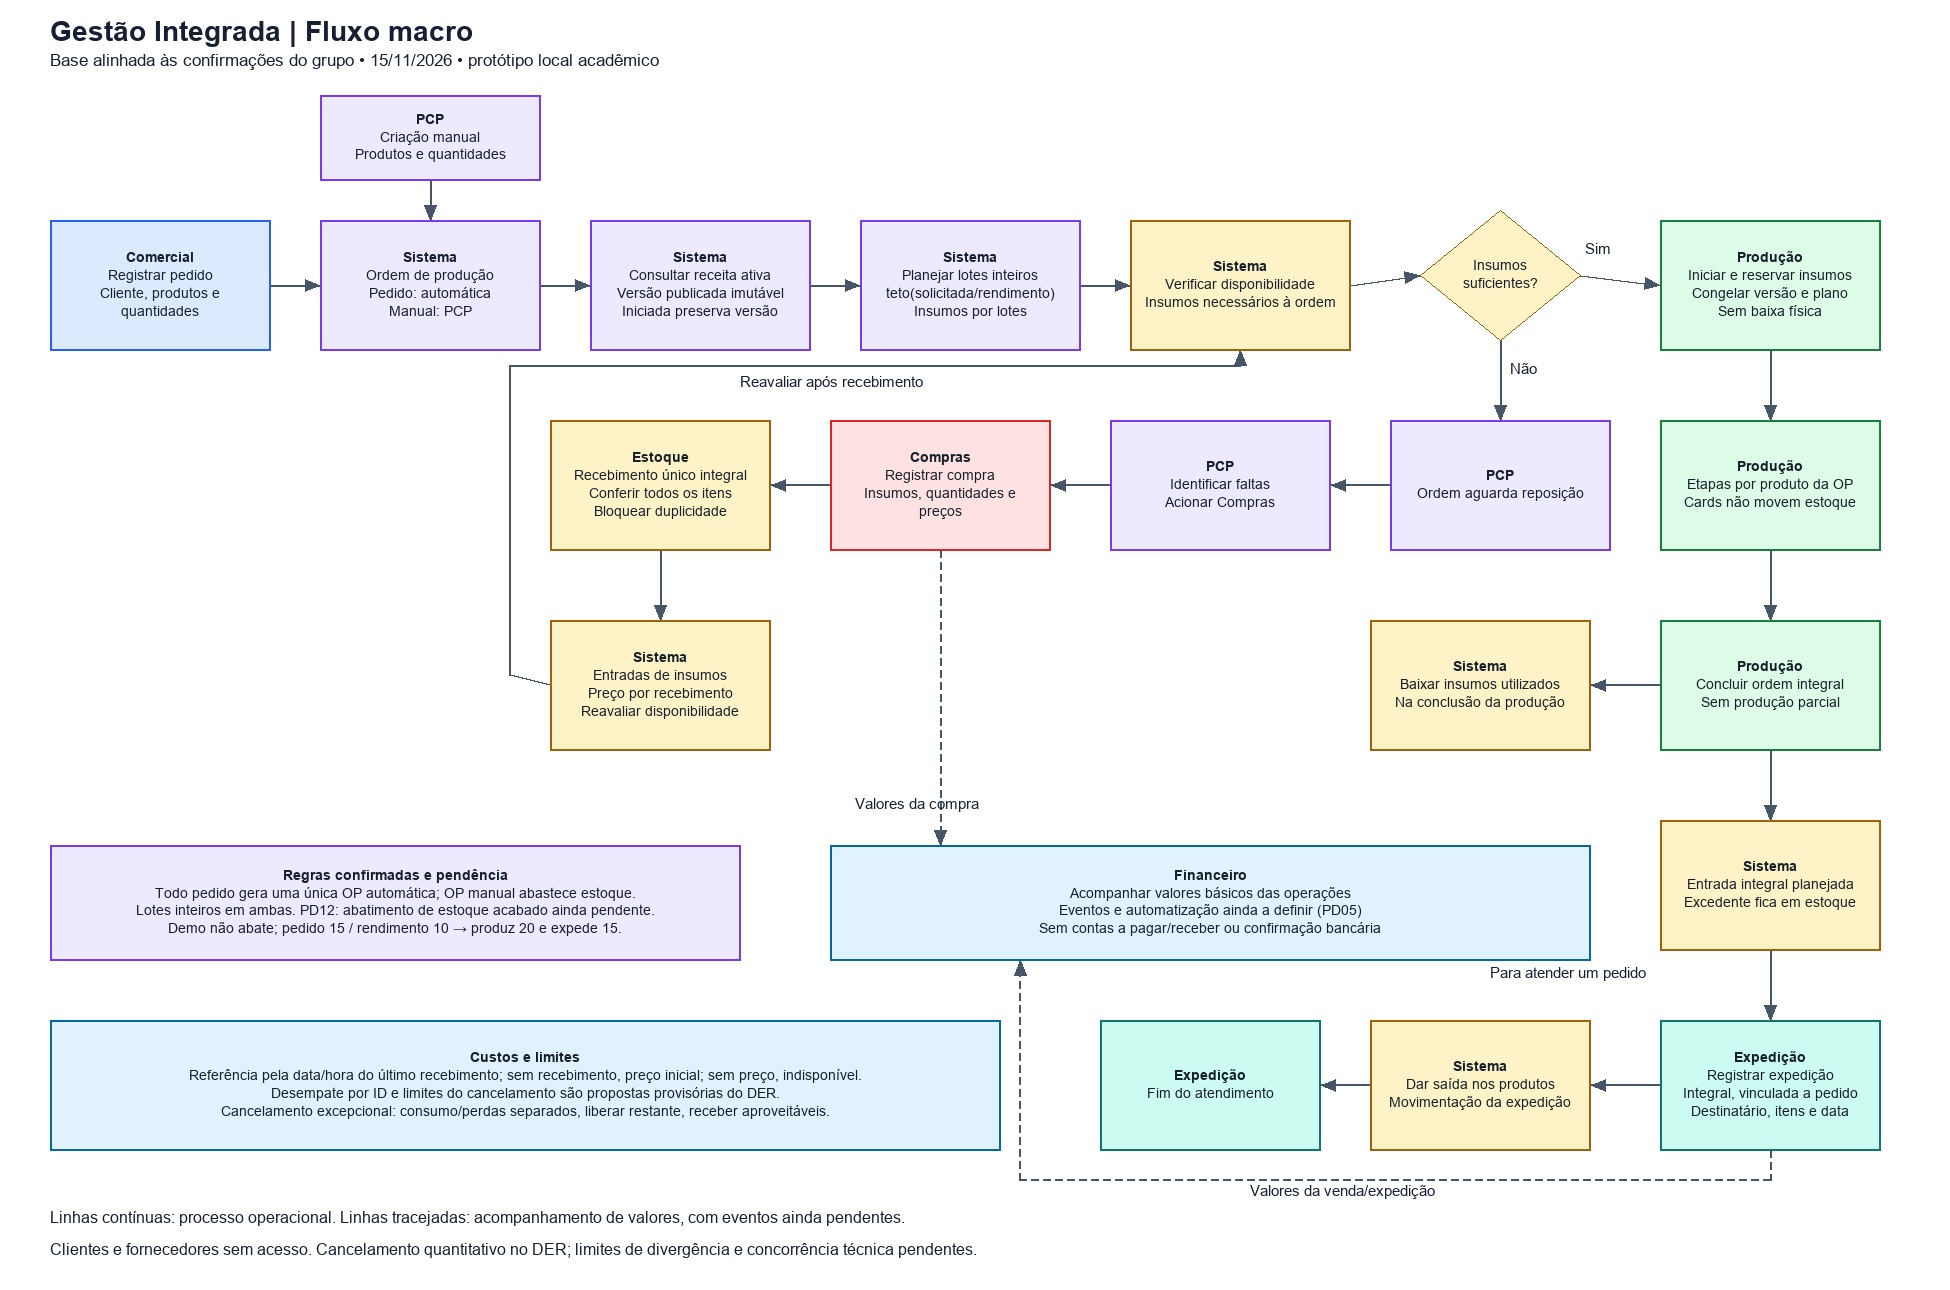 Gestão Integrada | Fluxo macro
Base alinhada às confirmações do grupo • 15/11/2026 • protótipo local acadêmico
PCP
Criação manual
Produtos e quantidades
Comercial
Registrar pedido
Cliente, produtos e
quantidades
Sistema
Ordem de produção
Pedido: automática
Manual: PCP
Sistema
Consultar receita ativa
Versão publicada imutável
Iniciada preserva versão
Sistema
Planejar lotes inteiros
teto(solicitada/rendimento)
Insumos por lotes
Sistema
Verificar disponibilidade
Insumos necessários à ordem
Insumos
suficientes?
Sim
Produção
Iniciar e reservar insumos
Congelar versão e plano
Sem baixa física
Reavaliar após recebimento
Não
Estoque
Recebimento único integral
Conferir todos os itens
Bloquear duplicidade
Compras
Registrar compra
Insumos, quantidades e
preços
PCP
Identificar faltas
Acionar Compras
PCP
Ordem aguarda reposição
Produção
Etapas por produto da OP
Cards não movem estoque
Sistema
Entradas de insumos
Preço por recebimento
Reavaliar disponibilidade
Sistema
Baixar insumos utilizados
Na conclusão da produção
Produção
Concluir ordem integral
Sem produção parcial
Valores da compra
Regras confirmadas e pendência
Todo pedido gera uma única OP automática; OP manual abastece estoque.
Lotes inteiros em ambas. PD12: abatimento de estoque acabado ainda pendente.
Demo não abate; pedido 15 / rendimento 10 → produz 20 e expede 15.
Financeiro
Acompanhar valores básicos das operações
Eventos e automatização ainda a definir (PD05)
Sem contas a pagar/receber ou confirmação bancária
Sistema
Entrada integral planejada
Excedente fica em estoque
Para atender um pedido
Custos e limites
Referência pela data/hora do último recebimento; sem recebimento, preço inicial; sem preço, indisponível.
Desempate por ID e limites do cancelamento são propostas provisórias do DER.
Cancelamento excepcional: consumo/perdas separados, liberar restante, receber aproveitáveis.
Expedição
Fim do atendimento
Sistema
Dar saída nos produtos
Movimentação da expedição
Expedição
Registrar expedição
Integral, vinculada a pedido
Destinatário, itens e data
Valores da venda/expedição
Linhas contínuas: processo operacional. Linhas tracejadas: acompanhamento de valores, com eventos ainda pendentes.
Clientes e fornecedores sem acesso. Cancelamento quantitativo no DER; limites de divergência e concorrência técnica pendentes.